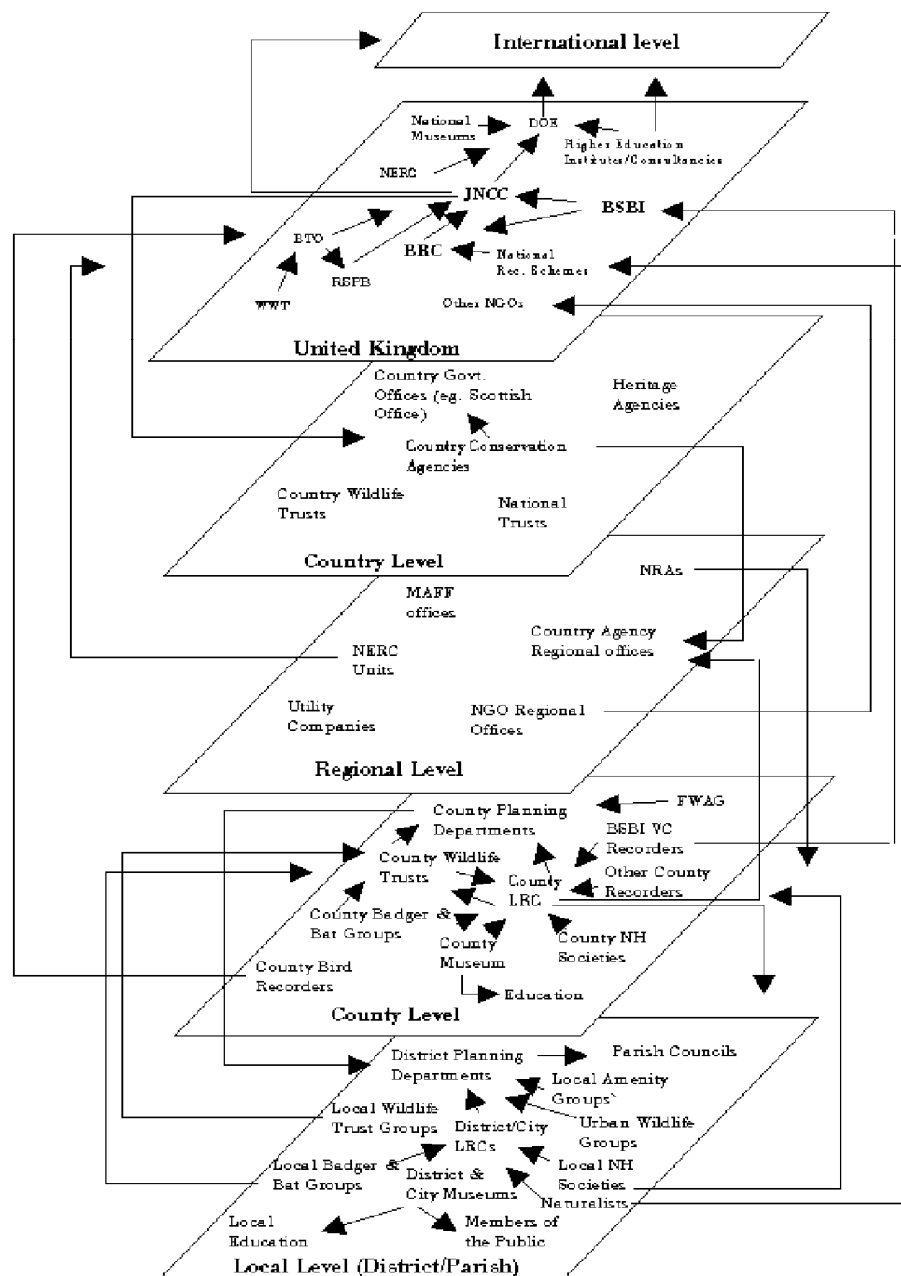 International level
National
Museums
DOE
Higher Education
Institutes/Consultancies
NERC
JNCC
BSBI
BTO
BRC
National
Rec. Schemes
RSPB
WWT
Other NGOs
United Kingdom
Country Govt.
Offices (eg. Scottish
Office)
Heritage
Agencies
Country Conservation
Agencies
Country Wildlife
Trusts
National
Trusts
Country Level
NRAs
MAFF
offices
Country Agency
Regional offices
NERC
Units
Utility
Companies
NGO Regional
Offices
Regional Level
County Planning
Departments
FWAG
BSBI VC
Recorders
County Wildlife
Trusts
County
LRC
Other County
Recorders
County Badger &
Bat Groups
County
Museum
County NH
Societies
County Bird
Recorders
Education
County Level
District Planning
Departments
Parish Councils
Local Amenity
Groups`
Local Wildlife
Trust Groups
District/City
LRCs
Urban Wildlife
Groups
Local Badger &
Bat Groups
District &
City Museums
Local NH
Societies
Naturalists
Local
Education
Members of
the Public
Local Level (District/Parish)